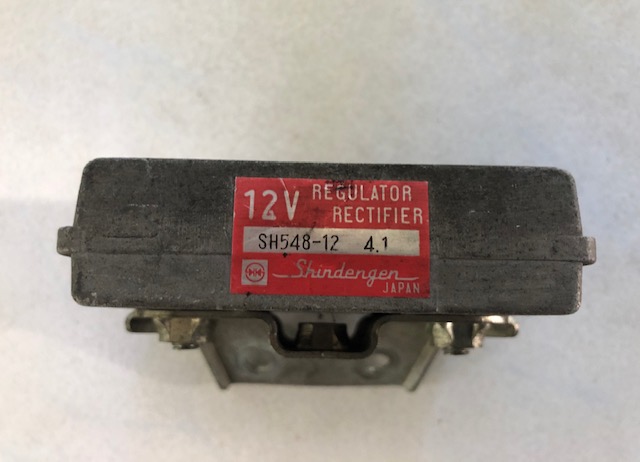 12V REGULATOR
RECTIFIER
SH548-12 4.1
Shindengen
JAPAN